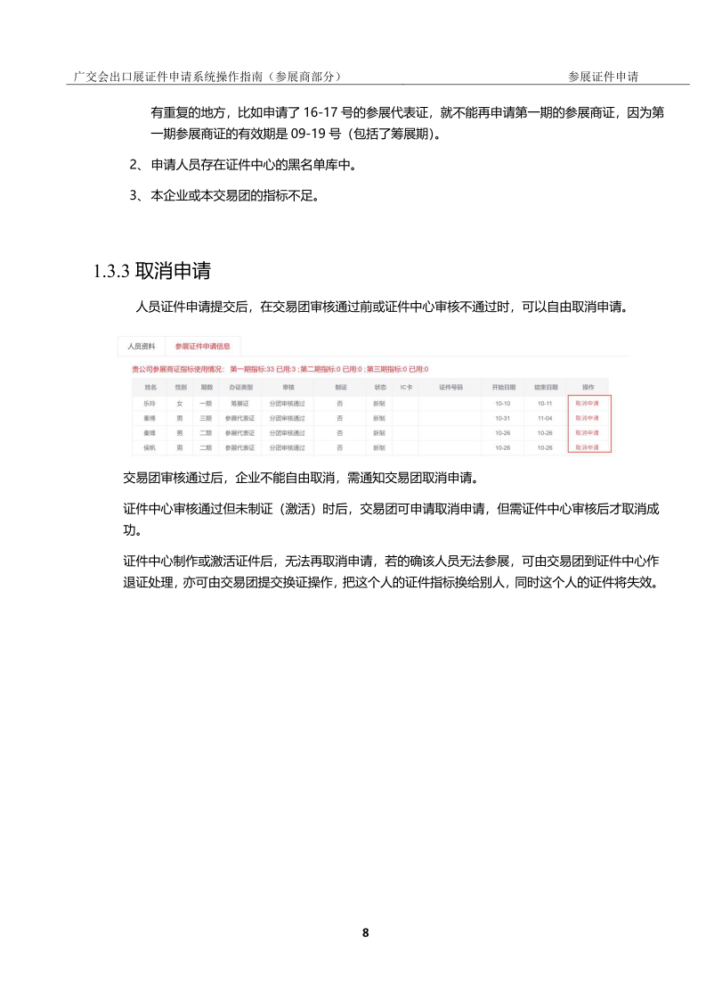 广交会出口展证件申请系统操作指南（参展商部分） 参展证件申请
有重复的地方，比如申请了 16-17 号的参展代表证，就不能再申请第一期的参展商证，因为第
一期参展商证的有效期是 09-19 号（包括了筹展期）。
2、 申请人员存在证件中心的黑名单库中。
3、 本企业或本交易团的指标不足。
1.3.3 取消申请
人员证件申请提交后，在交易团审核通过前或证件中心审核不通过时，可以自由取消申请。
人员资料 参展证件申请信息
贵公司参展商证指标使用情况： 第一期指标:33 已用:3 ; 第二期指标:0 已用:0 ; 第三期指标:0 已用:0
姓名 性别 期数 办证类型 审核 制证 状态 IC卡 证件号码 开始日期 结束日期 操作
乐玲 女 一期 筹展证 分团审核通过 否 新制 10-10 10-11 取消申请
秦博 男 三期 参展代表证 分团审核通过 否 新制 10-31 11-04 取消申请
秦博 男 二期 参展代表证 分团审核通过 否 新制 10-26 10-26 取消申请
侯帆 男 二期 参展代表证 分团审核通过 否 新制 10-26 10-26 取消申请
交易团审核通过后，企业不能自由取消，需通知交易团取消申请。
证件中心审核通过但未制证（激活）时后，交易团可申请取消申请，但需证件中心审核后才取消成
功。
证件中心制作或激活证件后，无法再取消申请，若的确该人员无法参展，可由交易团到证件中心作
退证处理，亦可由交易团提交换证操作，把这个人的证件指标换给别人，同时这个人的证件将失效。
8